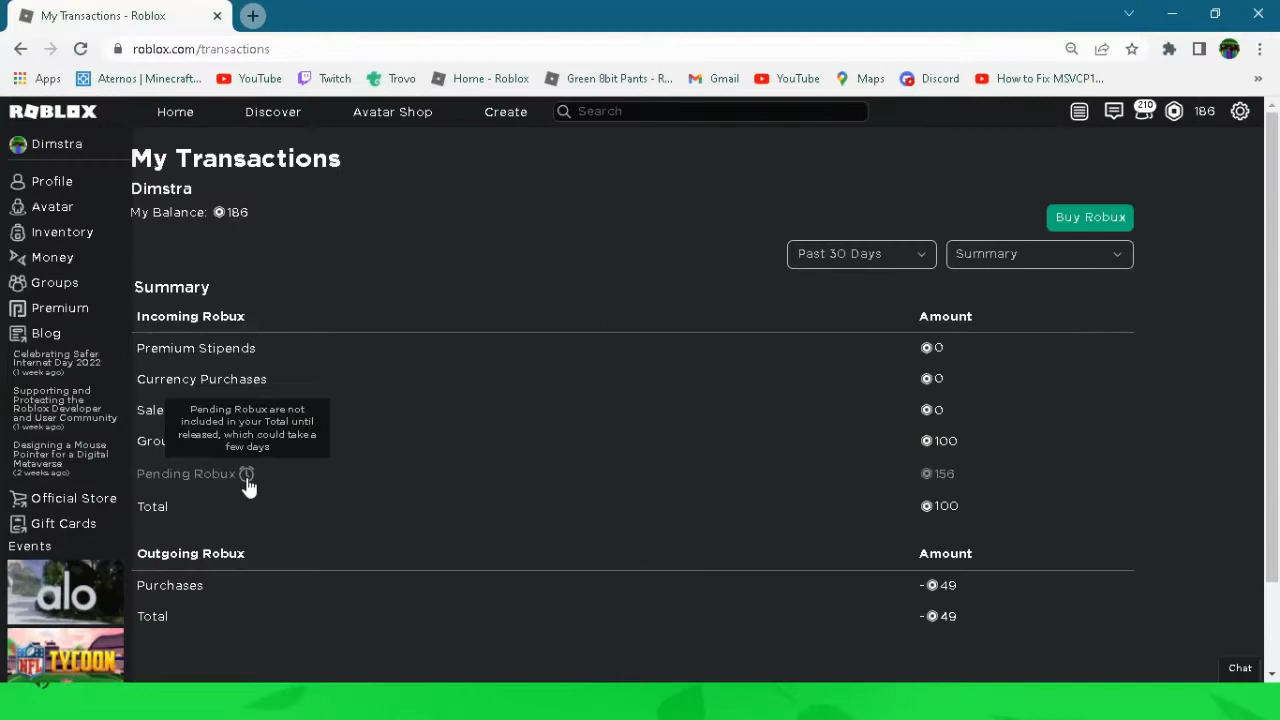 My Transactions - Roblox
roblox.com/transactions
Apps
Aternos | Minecraft...
YouTube
Twitch
Trovo
Home - Roblox
Green 8bit Pants - R...
Gmail
YouTube
Maps
Discord
How to Fix MSVCP1...
»
ROBLOX
Home
Discover
Avatar Shop
Create
Search
210
186
Dimstra
Profile
Avatar
Inventory
Money
Groups
Premium
Blog
Celebrating Safer
Internet Day 2022
(1 week ago)
Supporting and
Protecting the
Roblox Developer
and User Community
(1 week ago)
Designing a Mouse
Pointer for a Digital
Metaverse
(2 weeks ago)
Official Store
Gift Cards
Events
alo
NFL TYCOON
My Transactions
Dimstra
My Balance: 186
Buy Robux
Past 30 Days
Summary
Summary
Incoming Robux Amount
Premium Stipends 0
Currency Purchases 0
Sale 0
Pending Robux are not
included in your Total until
released, which could take a
few days
Grou 100
Pending Robux 156
Total 100
Outgoing Robux Amount
Purchases -49
Total -49
Chat